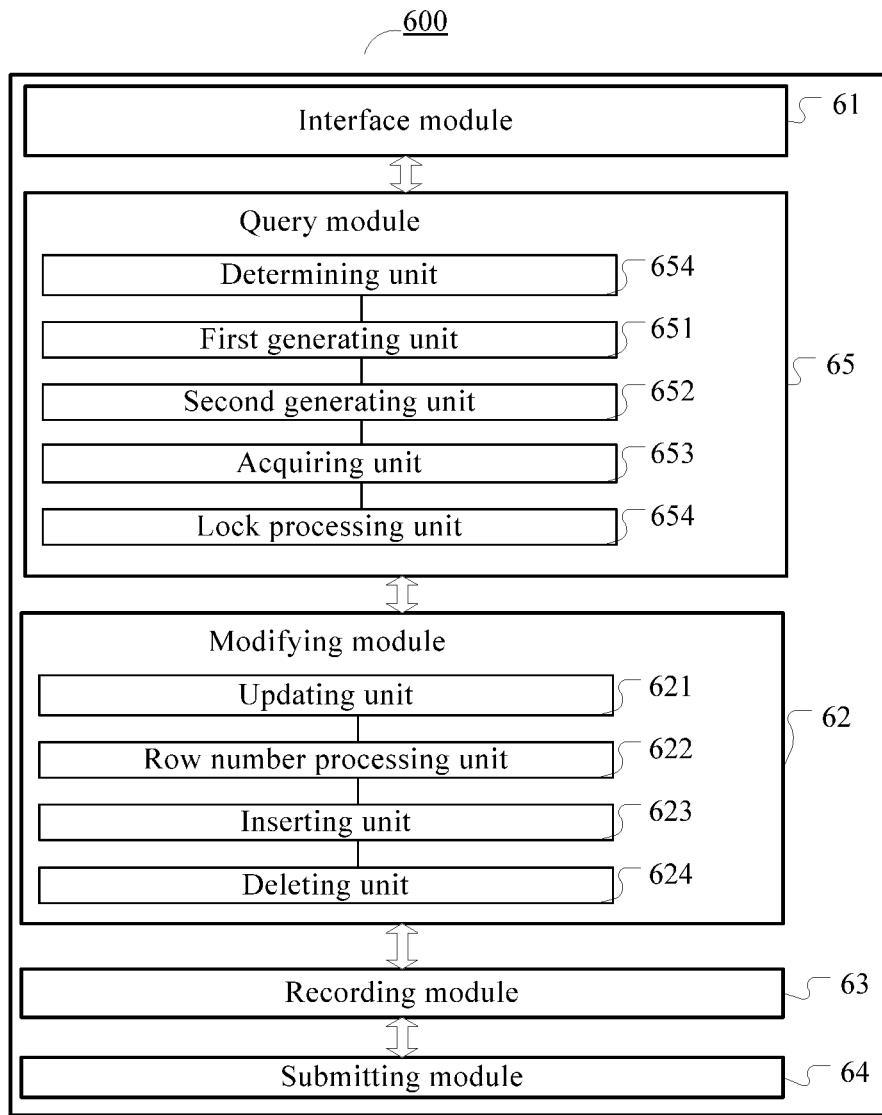 600
Interface module
61
Query module
Determining unit
654
First generating unit
651
Second generating unit
652
Acquiring unit
653
Lock processing unit
654
65
Modifying module
Updating unit
621
Row number processing unit
622
Inserting unit
623
Deleting unit
624
62
Recording module
63
Submitting module
64